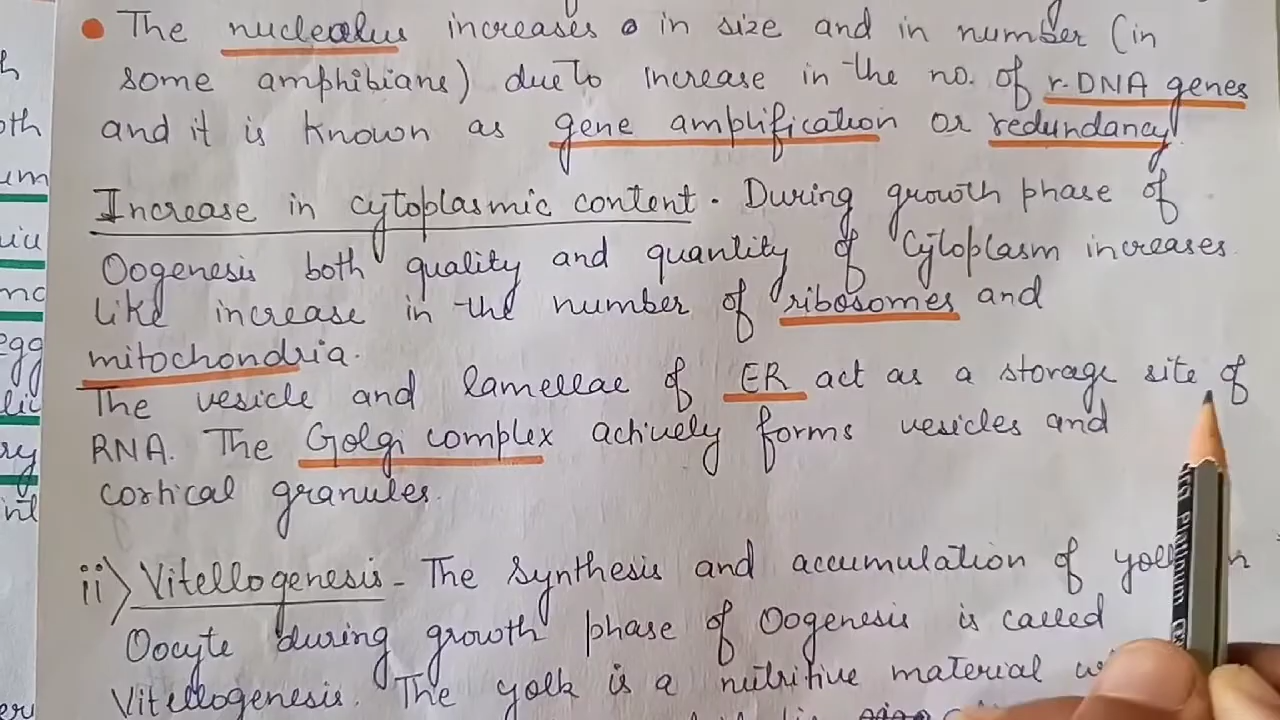 • The nucleolus increases in size and in number (in
some amphibians) due to increase in the no. of r-DNA genes
and it is known as gene amplification or redundancy
Increase in cytoplasmic content. During growth phase of
Oogenesis both quality and quantity of Cytoplasm increases.
Like increase in the number of ribosomes and
mitochondria.
The vesicle and lamellae of ER act as a storage site of
RNA. The Golgi complex actively forms vesicles and
cortical granules.
ii) Vitellogenesis - The synthesis and accumulation of
Oocyte during growth phase of Oogenesis is called
Vitellogenesis. The yolk is a nutritive material
Platinum